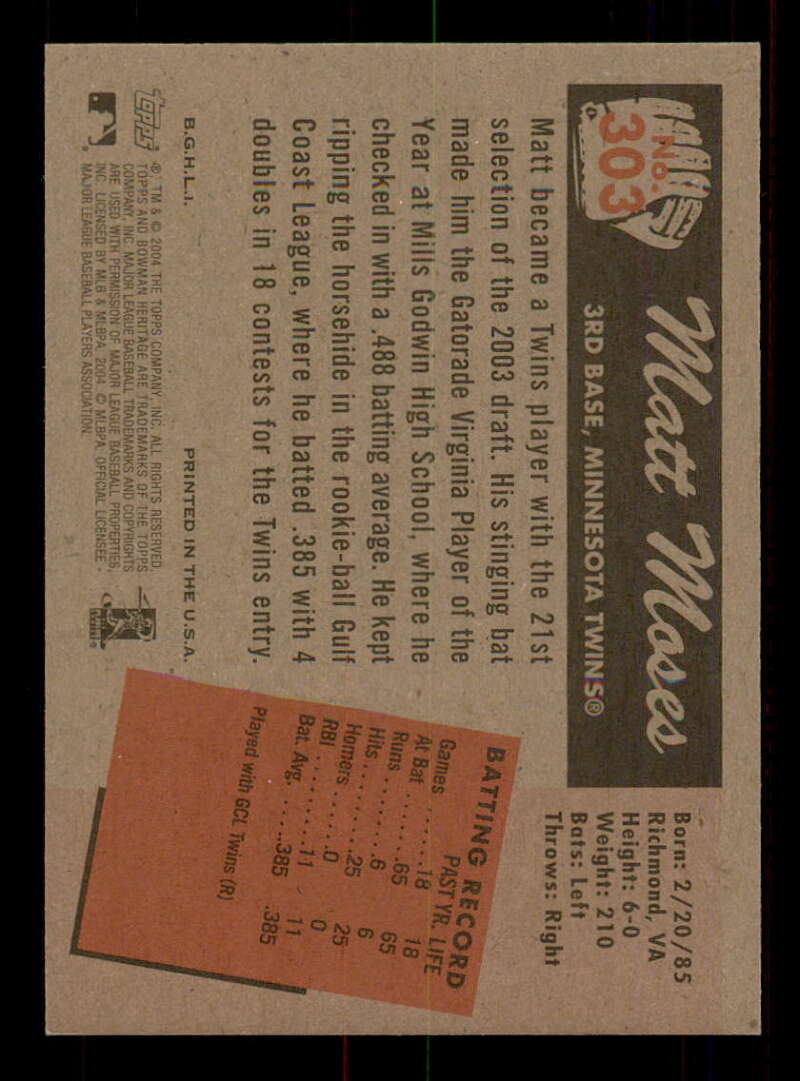 No.
303
Matt Moses
3RD BASE, MINNESOTA TWINS®
Born: 2/20/85
Richmond, VA
Height: 6-0
Weight: 210
Bats: Left
Throws: Right
Matt became a Twins player with the 21st
selection of the 2003 draft. His stinging bat
made him the Gatorade Virginia Player of the
Year at Mills Godwin High School, where he
checked in with a .488 batting average. He kept
ripping the horsehide in the rookie-ball Gulf
Coast League, where he batted .385 with 4
doubles in 18 contests for the Twins entry.
BATTING RECORD
PAST YR. LIFE
Games ......18 18
At Bat ........65 65
Runs ........6 6
Hits .........25 25
Homers .....0 0
RBI ........11 11
Bat. Avg. .....385 .385
Played with GCL Twins (R)
B.G.H.L.I. PRINTED IN THE U.S.A.
Topps
® TM & © 2004 THE TOPPS COMPANY, INC. ALL RIGHTS RESERVED.
TOPPS AND BOWMAN HERITAGE ARE TRADEMARKS OF THE TOPPS
COMPANY, INC. MAJOR LEAGUE BASEBALL TRADEMARKS AND COPYRIGHTS
ARE USED WITH PERMISSION OF MAJOR LEAGUE BASEBALL PROPERTIES,
INC. LICENSED BY MLB & MLBPA 2004 © MLBPA OFFICIAL LICENSEE -
MAJOR LEAGUE BASEBALL PLAYERS ASSOCIATION.